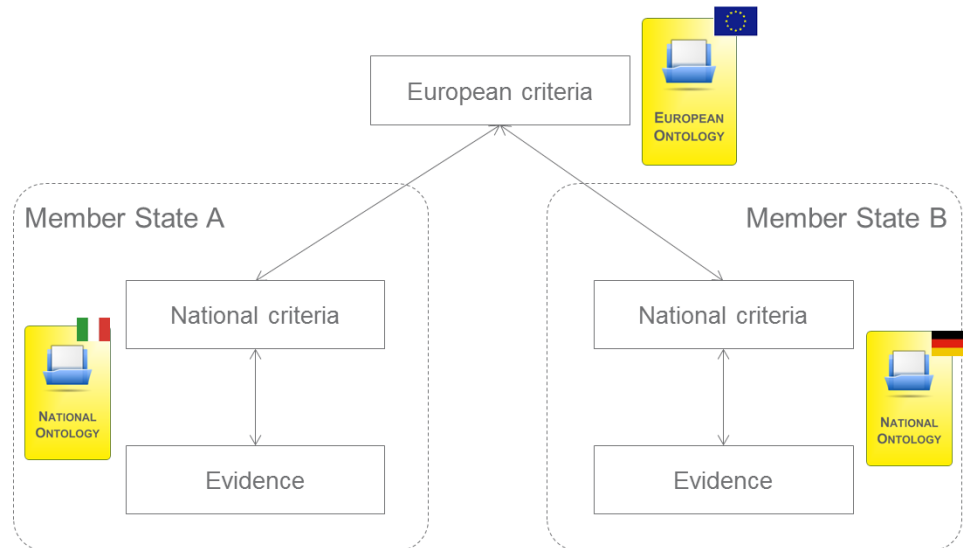 European criteria
EUROPEAN
ONTOLOGY
Member State A
Member State B
National criteria
National criteria
NATIONAL
ONTOLOGY
NATIONAL
ONTOLOGY
Evidence
Evidence